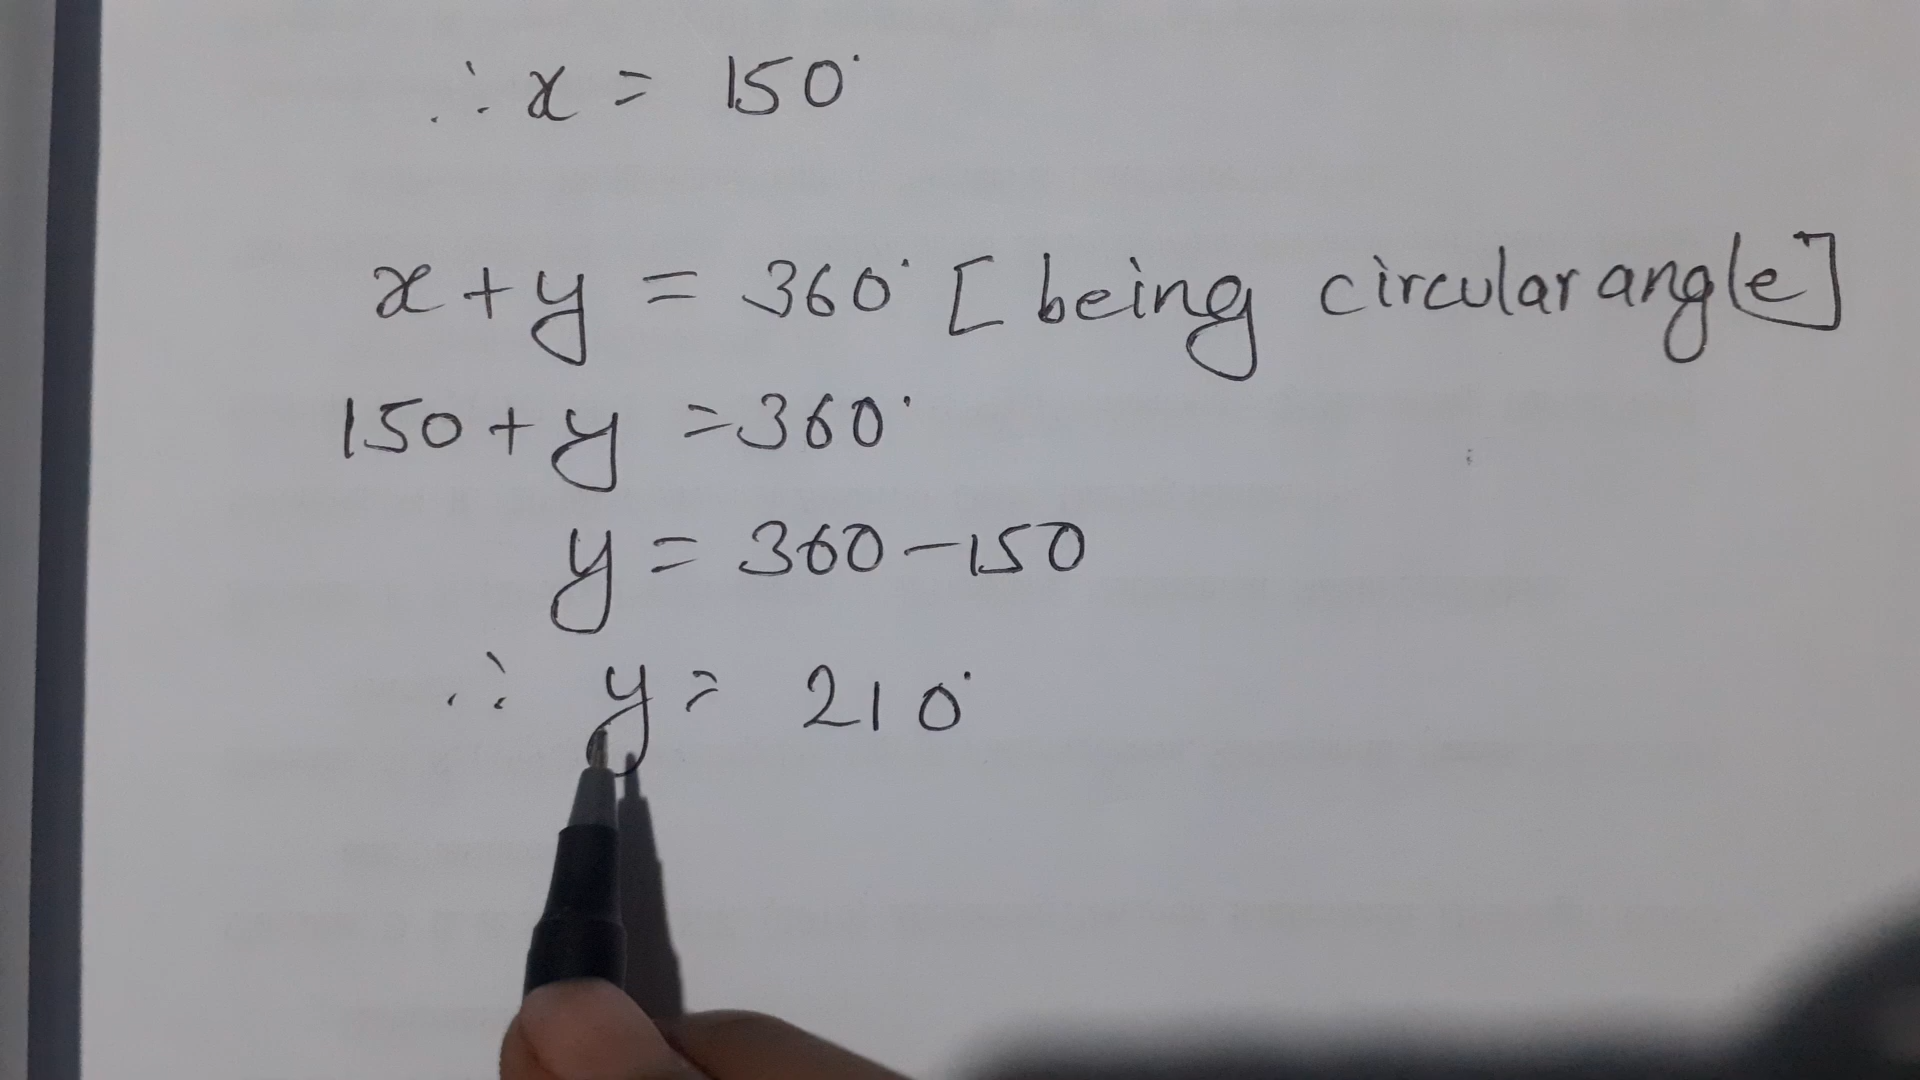 ∴ x = 150°
x + y = 360° [being circular angle]
150 + y = 360°
y = 360 - 150
∴ y = 210°